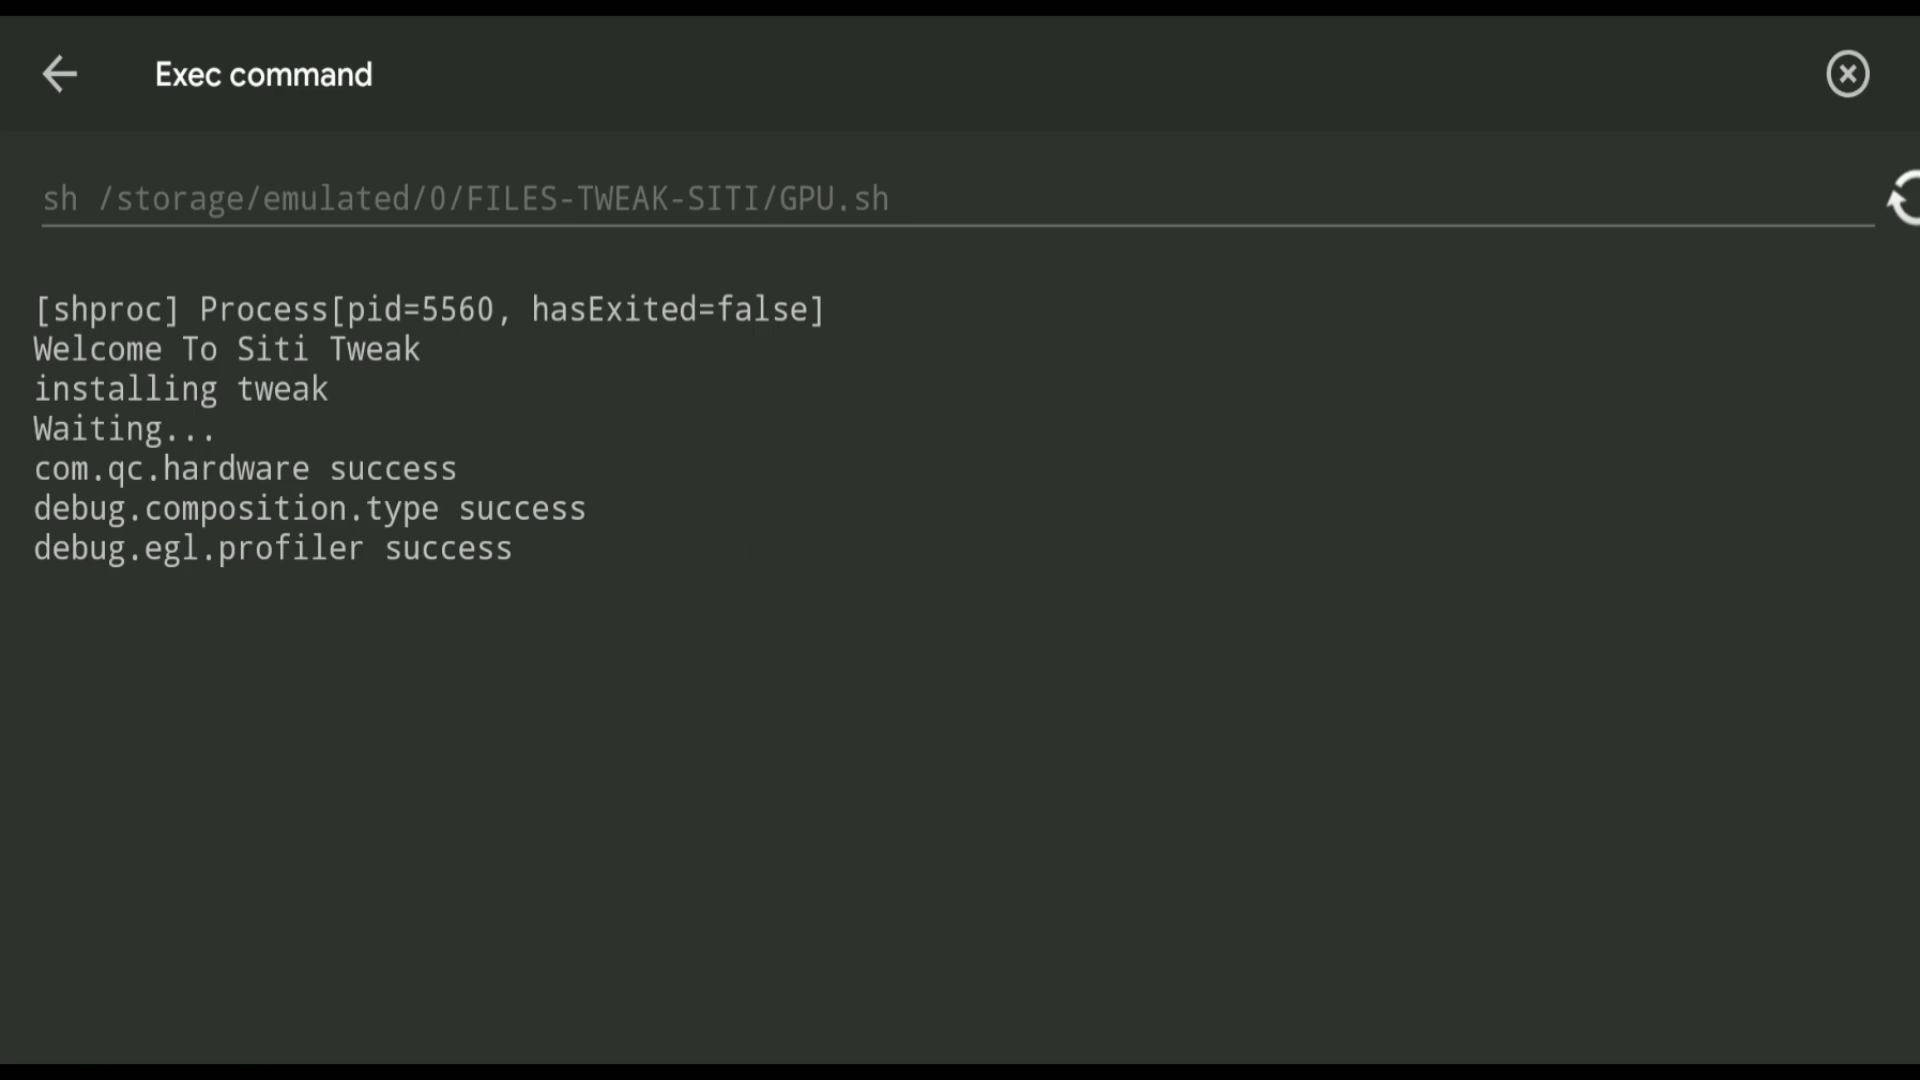 Exec command
sh /storage/emulated/0/FILES-TWEAK-SITI/GPU.sh
[shproc] Process[pid=5560, hasExited=false]
Welcome To Siti Tweak
installing tweak
Waiting...
com.qc.hardware success
debug.composition.type success
debug.egl.profiler success